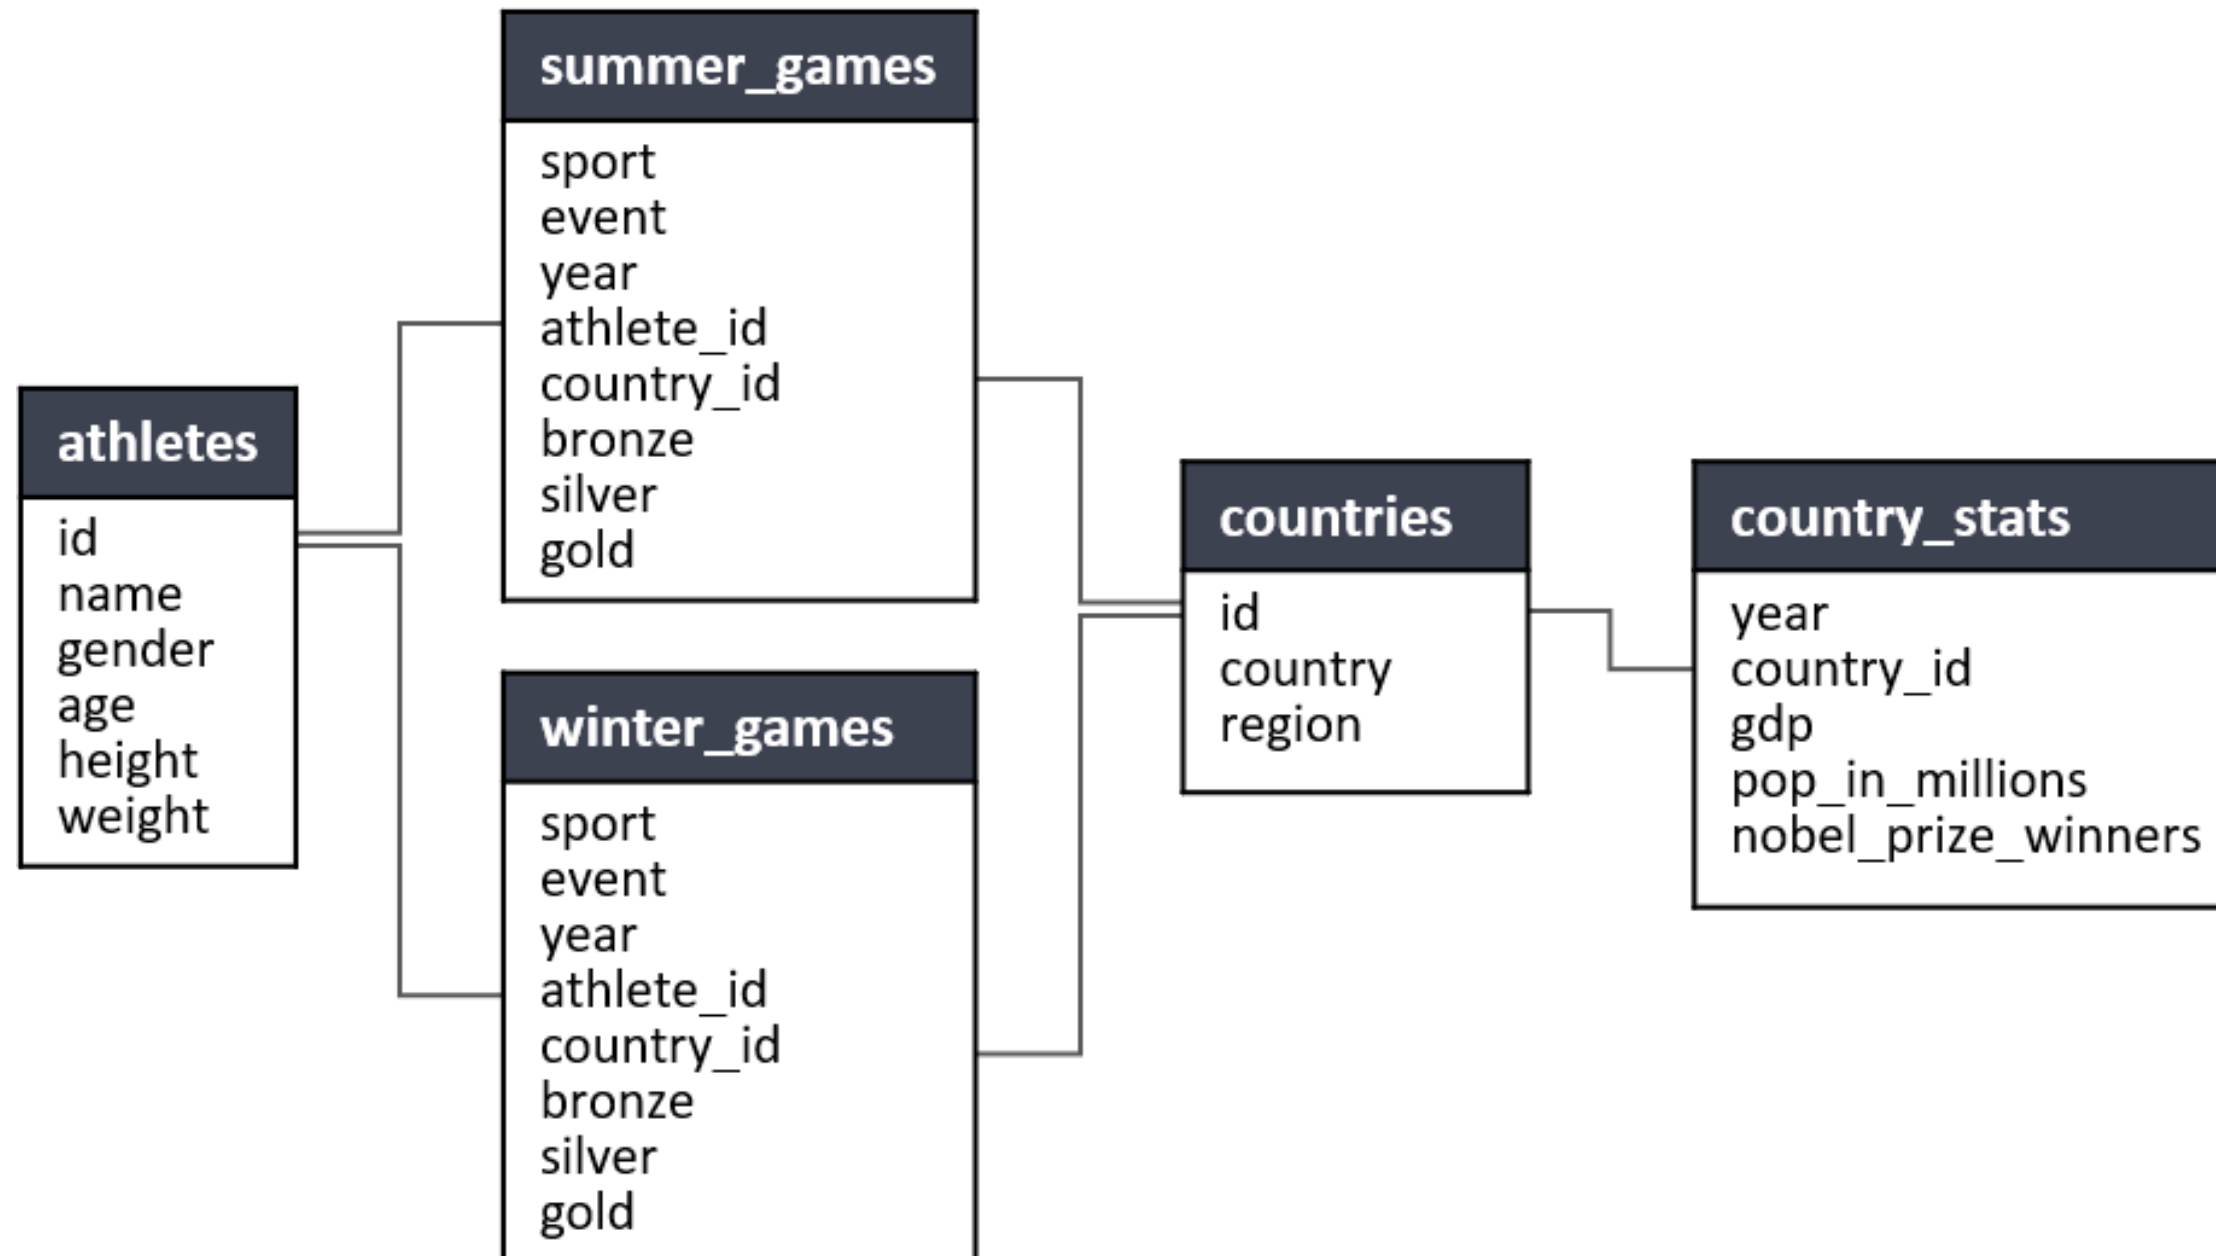 summer_games
sport
event
year
athlete_id
country_id
bronze
silver
gold
athletes
id
name
gender
age
height
weight
winter_games
sport
event
year
athlete_id
country_id
bronze
silver
gold
countries
id
country
region
country_stats
year
country_id
gdp
pop_in_millions
nobel_prize_winners